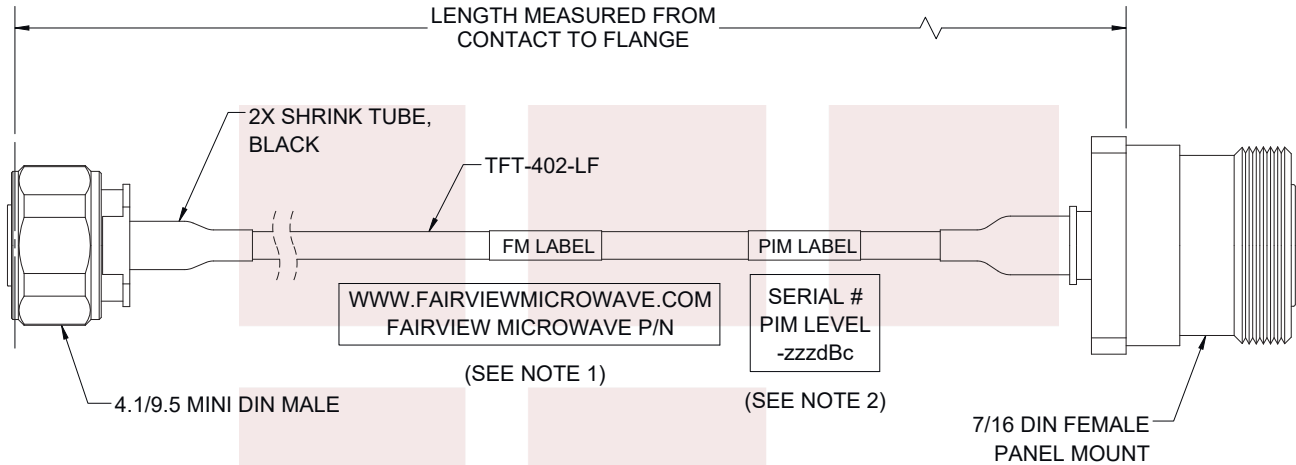 LENGTH MEASURED FROM
CONTACT TO FLANGE
2X SHRINK TUBE,
BLACK
TFT-402-LF
FM LABEL
PIM LABEL
WWW.FAIRVIEWMICROWAVE.COM
FAIRVIEW MICROWAVE P/N
SERIAL #
PIM LEVEL
-zzzdBc
(SEE NOTE 1)
(SEE NOTE 2)
4.1/9.5 MINI DIN MALE
7/16 DIN FEMALE
PANEL MOUNT